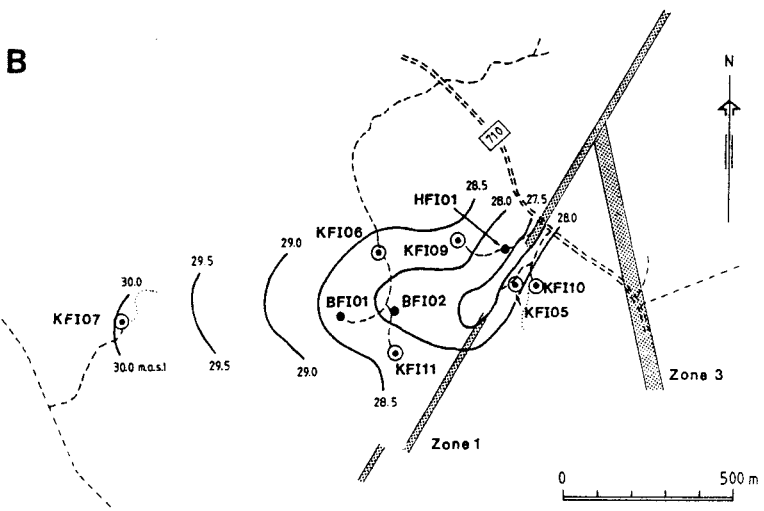 B
N
710
28.5
HFI01
28.0
27.5
28.0
KFI06
KFI09
29.0
29.5
30.0
KFI07
BFI01
BFI02
KFI10
KFI05
30.0 m.a.s.l
29.5
29.0
KFI11
28.5
Zone 3
Zone 1
0
500 m